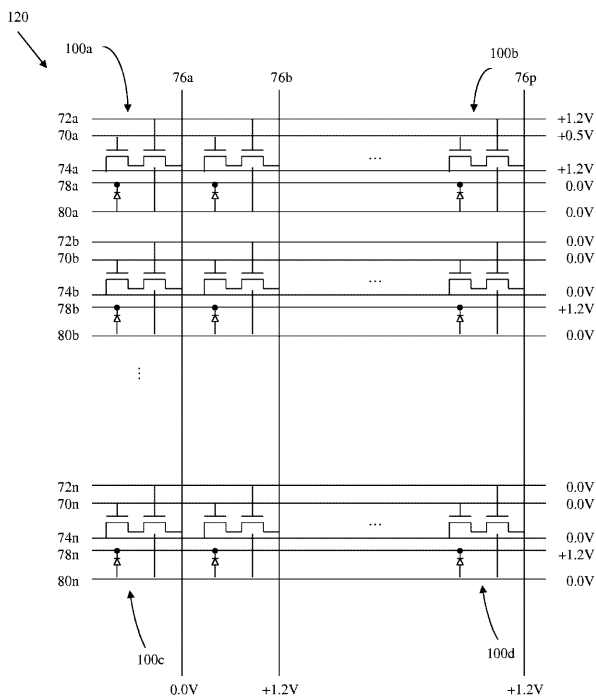 120
100a
100b
76a 76b 76p
72a +1.2V
70a +0.5V
...
74a +1.2V
78a 0.0V
80a 0.0V
72b 0.0V
70b 0.0V
...
74b 0.0V
78b +1.2V
80b 0.0V
⋮
72n 0.0V
70n 0.0V
...
74n 0.0V
78n +1.2V
80n 0.0V
100c 100d
0.0V +1.2V +1.2V